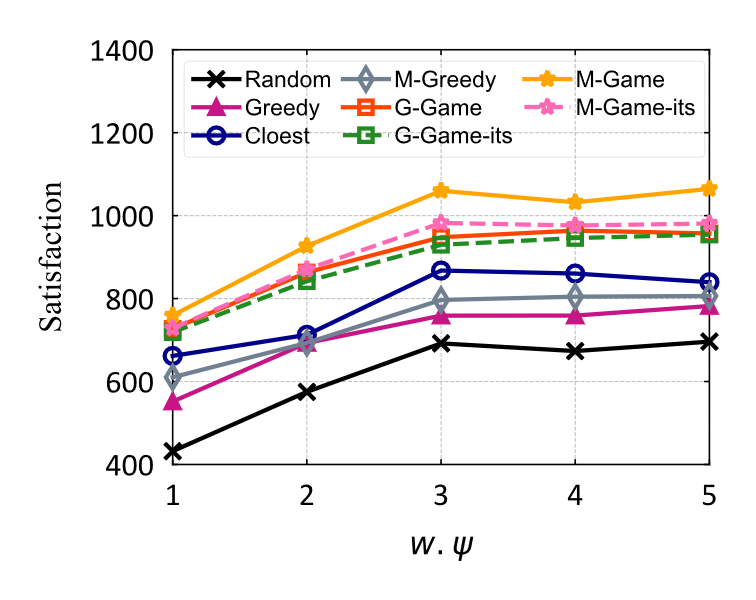 1400
1200
1000
800
600
400
Satisfaction
Random M-Greedy M-Game
Greedy G-Game M-Game-its
Cloest G-Game-its
1 2 3 4 5
w. ψ